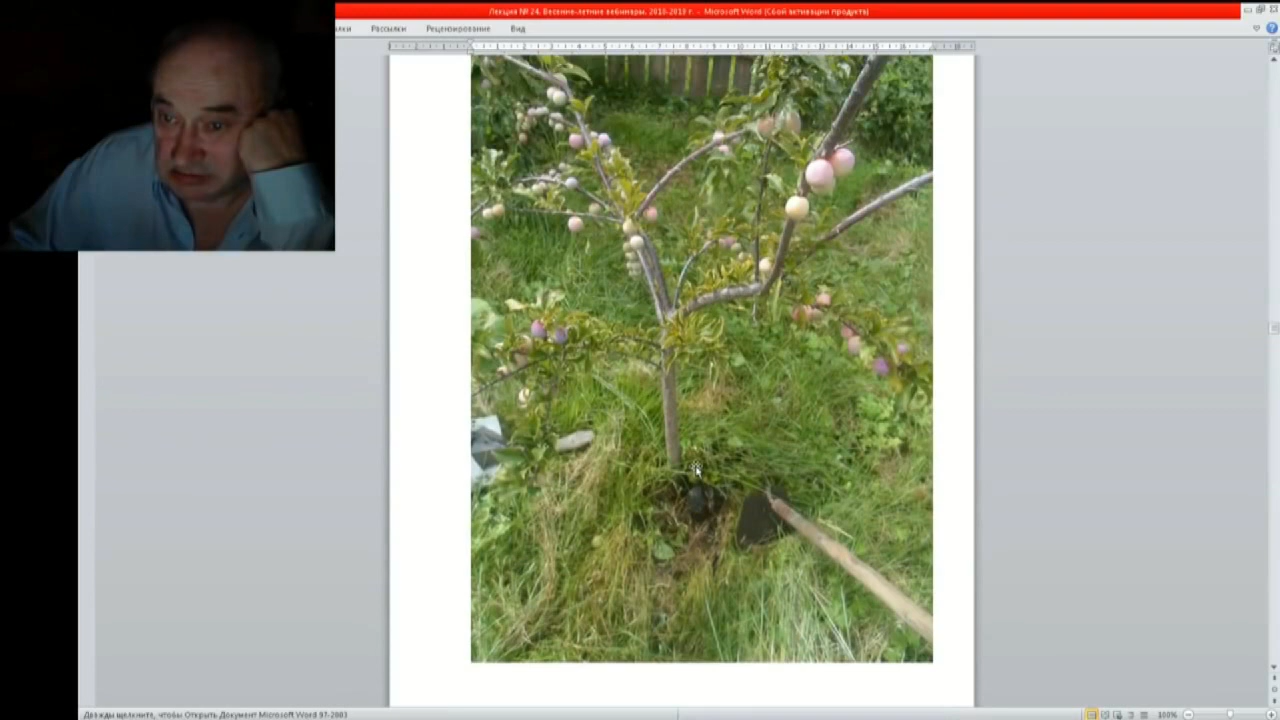 Лекция № 24. Весенне-летние вебинары. 2018-2019 г. - Microsoft Word (Сбой активации продукта)
Рассылки Рецензирование Вид
Дважды щелкните, чтобы Открыть Документ Microsoft Word 97-2003
100%